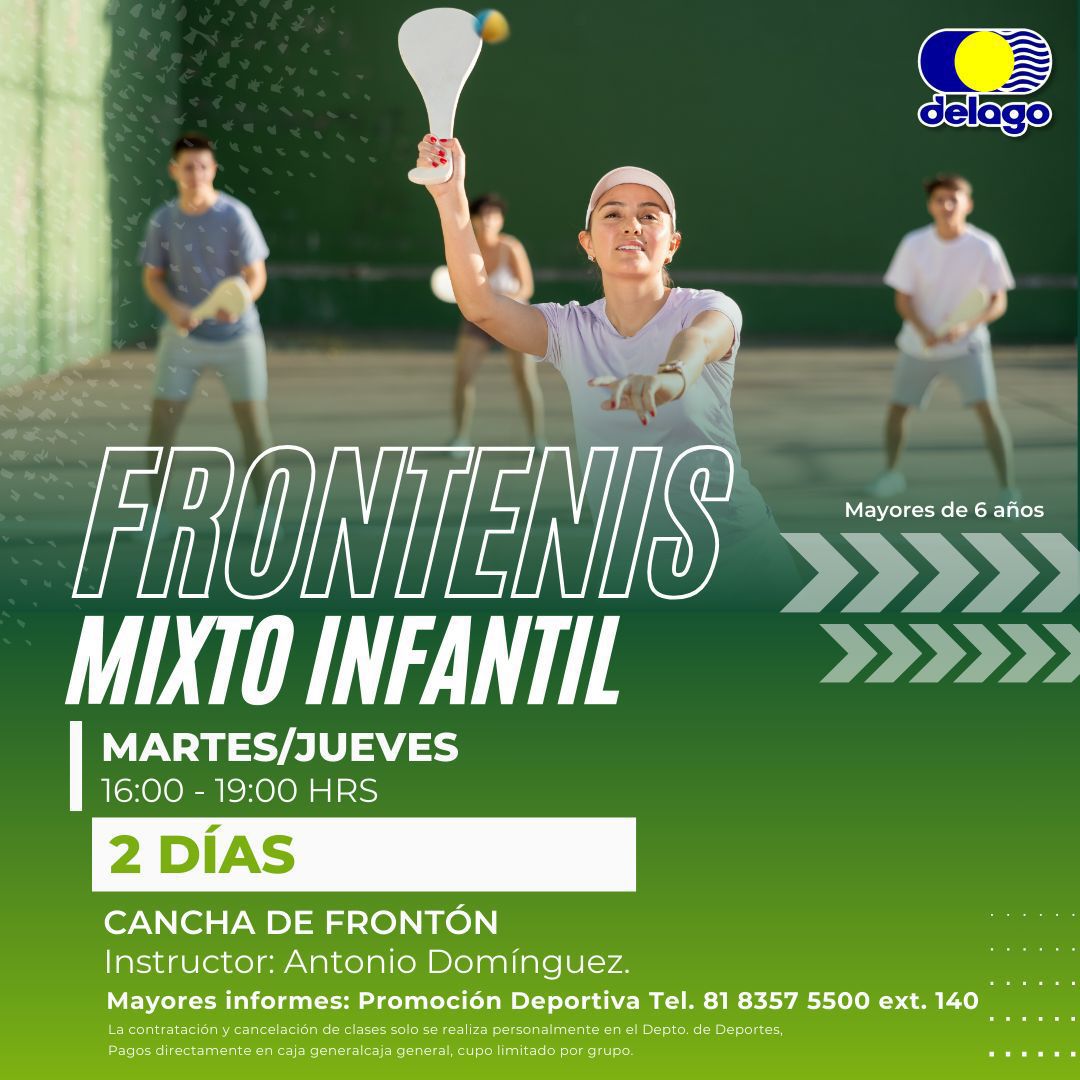 delago
FRONTENIS
Mayores de 6 años
MIXTO INFANTIL
MARTES/JUEVES
16:00 - 19:00 HRS
2 DÍAS
CANCHA DE FRONTÓN
Instructor: Antonio Domínguez.
Mayores informes: Promoción Deportiva Tel. 81 8357 5500 ext. 140
La contratación y cancelación de clases solo se realiza personalmente en el Depto. de Deportes,
Pagos directamente en caja generalcaja general, cupo limitado por grupo.